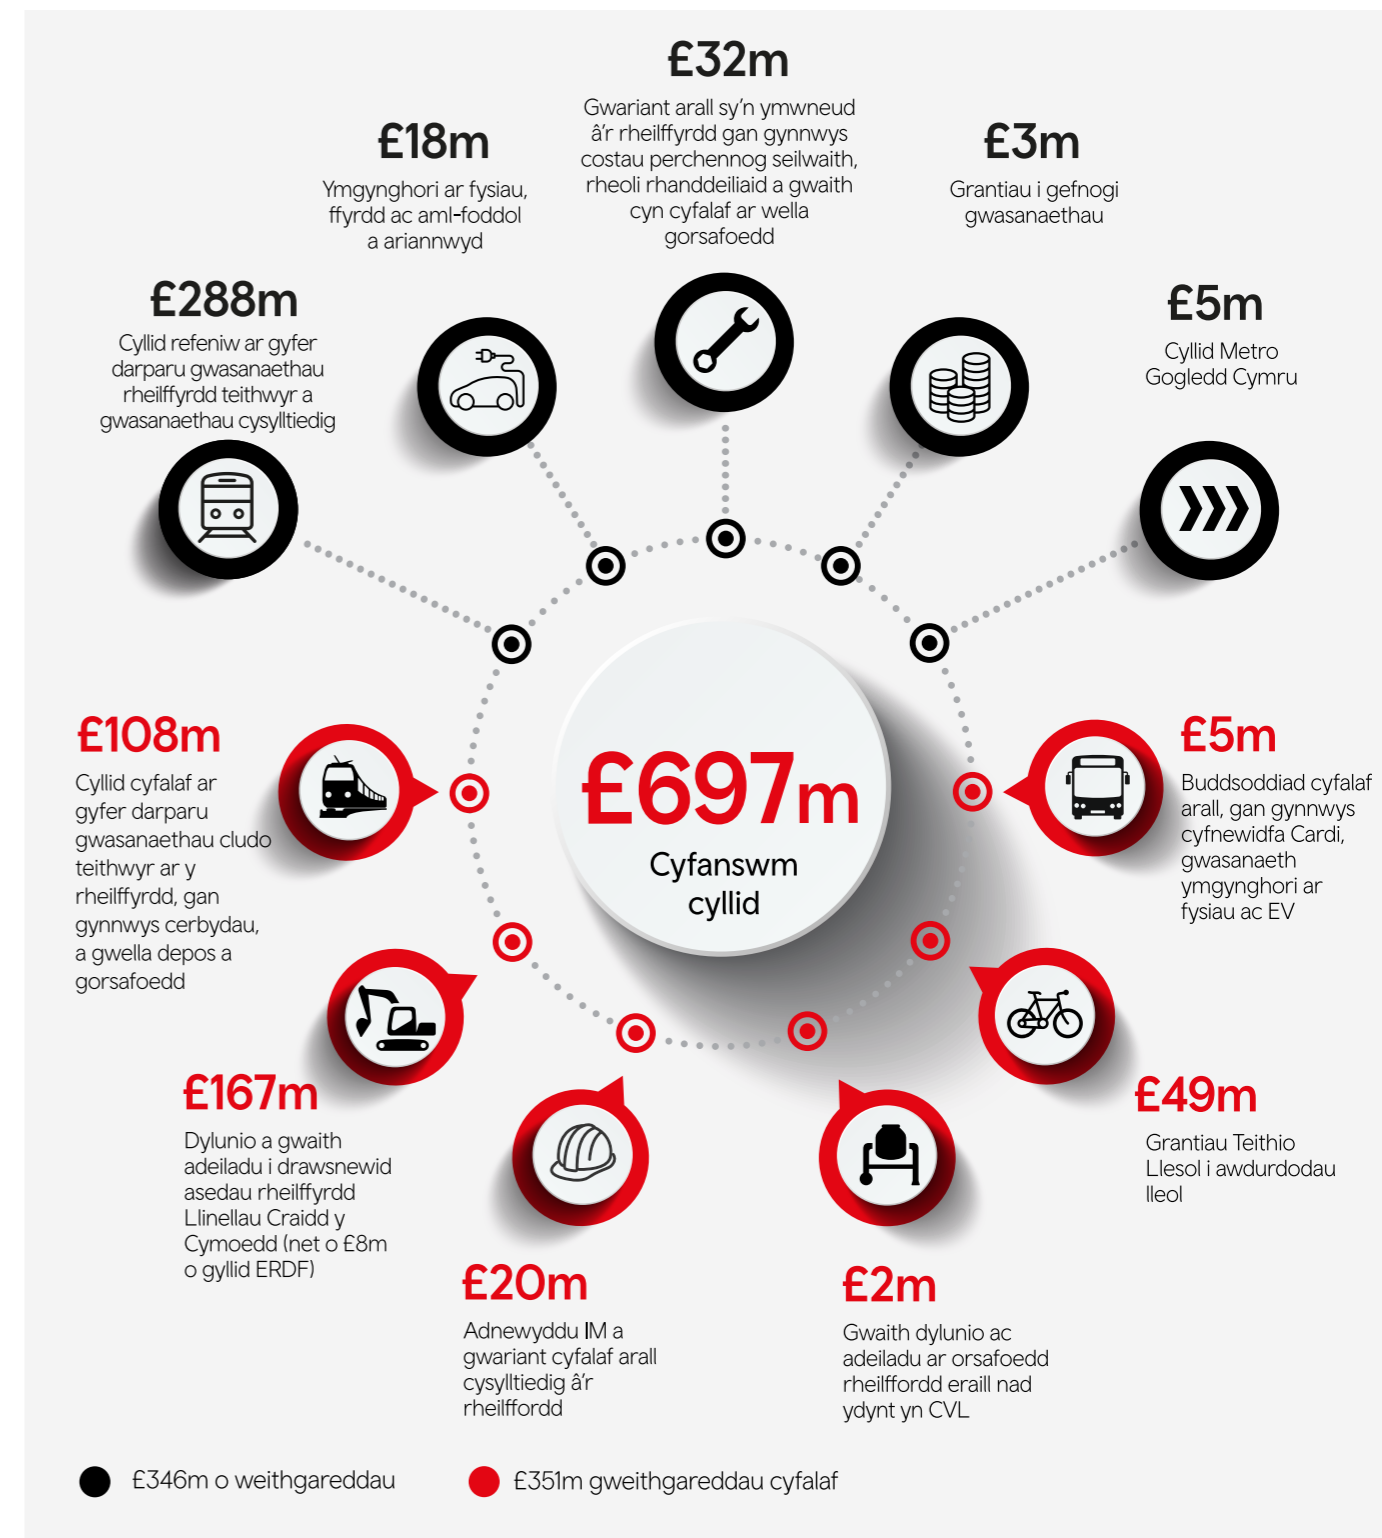 £32m
Gwariant arall sy'n ymwneud
â'r rheilffyrdd gan gynnwys
costau perchennog seilwaith,
rheoli rhanddeiliaid a gwaith
cyn cyfalaf ar wella
gorsafoedd
£18m
Ymgynghori ar fysiau,
ffyrdd ac aml-foddol
a ariannwyd
£3m
Grantiau i gefnogi
gwasanaethau
£288m
Cyllid refeniw ar gyfer
darparu gwasanaethau
rheilffyrdd teithwyr a
gwasanaethau cysylltiedig
£5m
Cyllid Metro
Gogledd Cymru
£697m
Cyfanswm
cyllid
£108m
Cyllid cyfalaf ar
gyfer darparu
gwasanaethau cludo
teithwyr ar y
rheilffyrdd, gan
gynnwys cerbydau,
a gwella depos a
gorsafoedd
£5m
Buddsoddiad cyfalaf
arall, gan gynnwys
cyfnewidfa Cardi,
gwasanaeth
ymgynghori ar
fysiau ac EV
£167m
Dylunio a gwaith
adeiladu i drawsnewid
asedau rheilffyrdd
Llinellau Craidd y
Cymoedd (net o £8m
o gyllid ERDF)
£49m
Grantiau Teithio
Llesol i awdurdodau
lleol
£20m
Adnewyddu IM a
gwariant cyfalaf arall
cysylltiedig â'r
rheilffordd
£2m
Gwaith dylunio ac
adeiladu ar orsafoedd
rheilffordd eraill nad
ydynt yn CVL
£346m o weithgareddau
£351m gweithgareddau cyfalaf